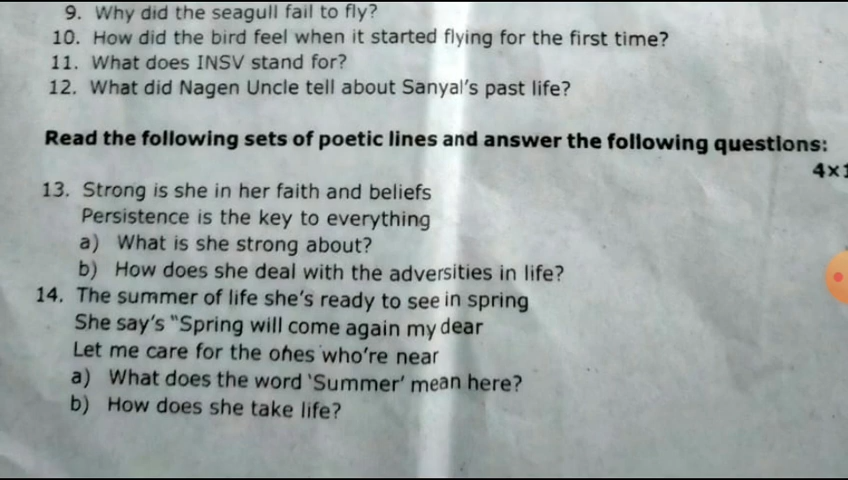 9. Why did the seagull fail to fly?
10. How did the bird feel when it started flying for the first time?
11. What does INSV stand for?
12. What did Nagen Uncle tell about Sanyal's past life?
Read the following sets of poetic lines and answer the following questions:
4x1
13. Strong is she in her faith and beliefs
Persistence is the key to everything
a) What is she strong about?
b) How does she deal with the adversities in life?
14. The summer of life she's ready to see in spring
She say's "Spring will come again my dear
Let me care for the ones who're near
a) What does the word 'Summer' mean here?
b) How does she take life?